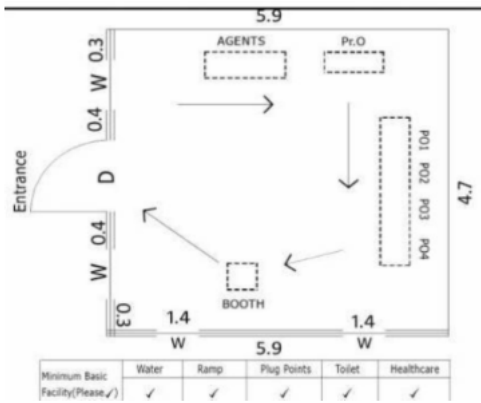 5.9
AGENTS
Pr.O
0.3
W
0.4
Entrance
D
PO1
PO2
PO3
PO4
4.7
0.4
W
BOOTH
0.3
1.4
1.4
W
W
5.9
Minimum Basic Facility(Please✓)
Water
Ramp
Plug Points
Toilet
Healthcare
✓ ✓ ✓ ✓ ✓